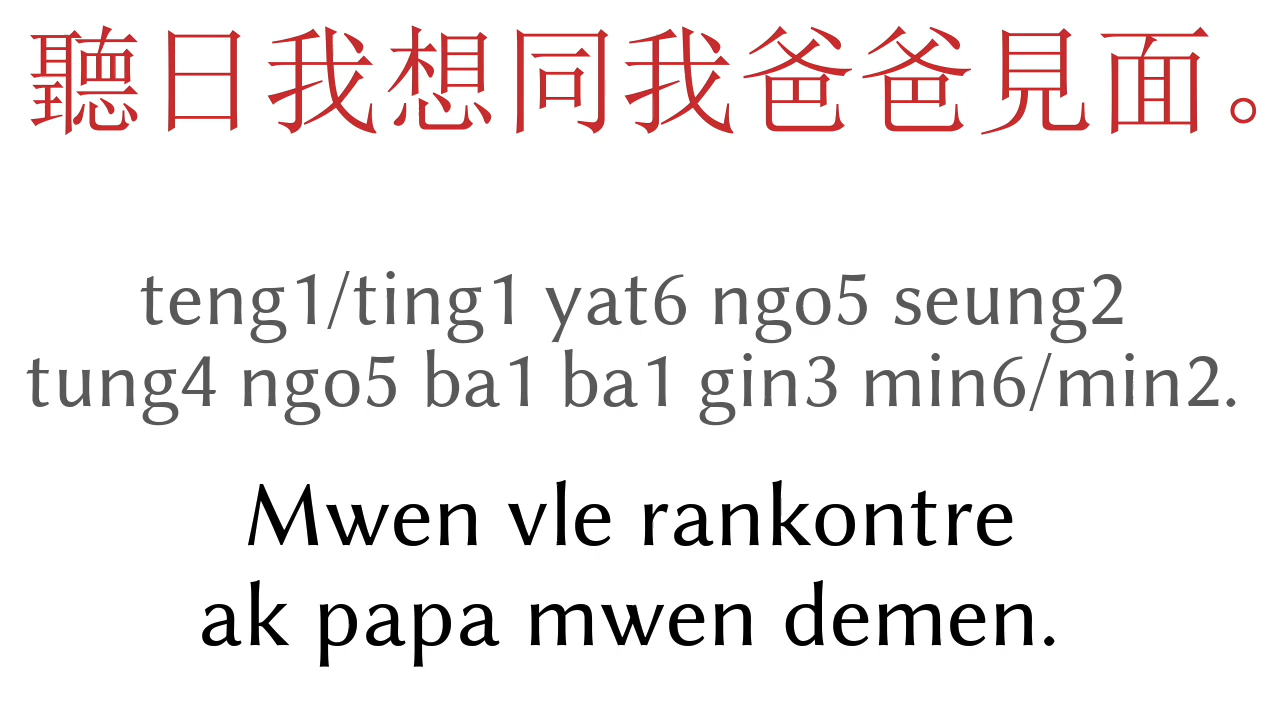 聽日我想同我爸爸見面。
teng1/ting1 yat6 ngo5 seung2
tung4 ngo5 ba1 ba1 gin3 min6/min2.
Mwen vle rankontre
ak papa mwen demen.